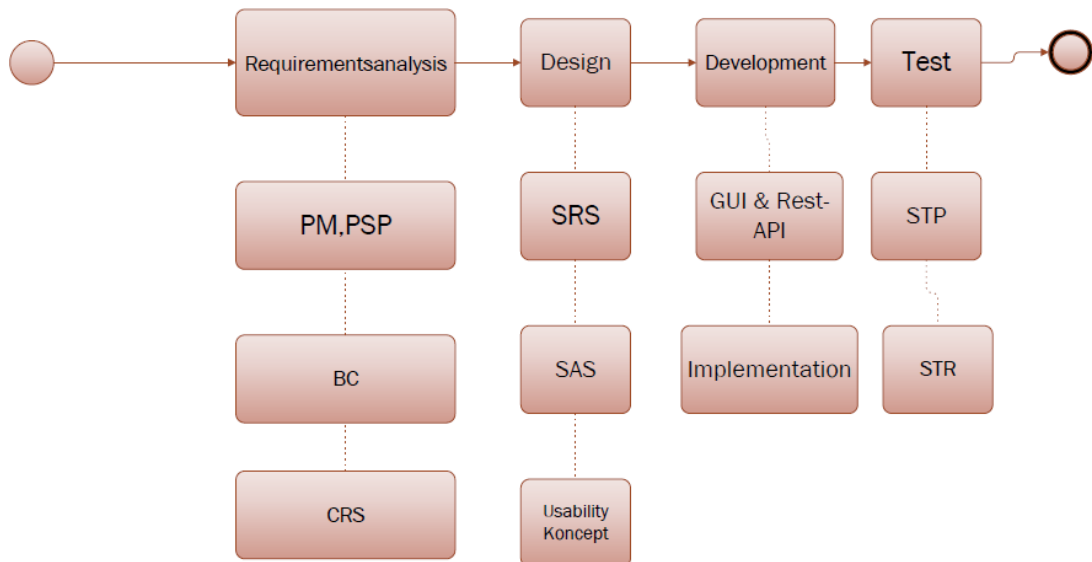 Requirementsanalysis
Design
Development
Test
PM,PSP
SRS
GUI & Rest-
API
STP
BC
SAS
Implementation
STR
CRS
Usability
Koncept